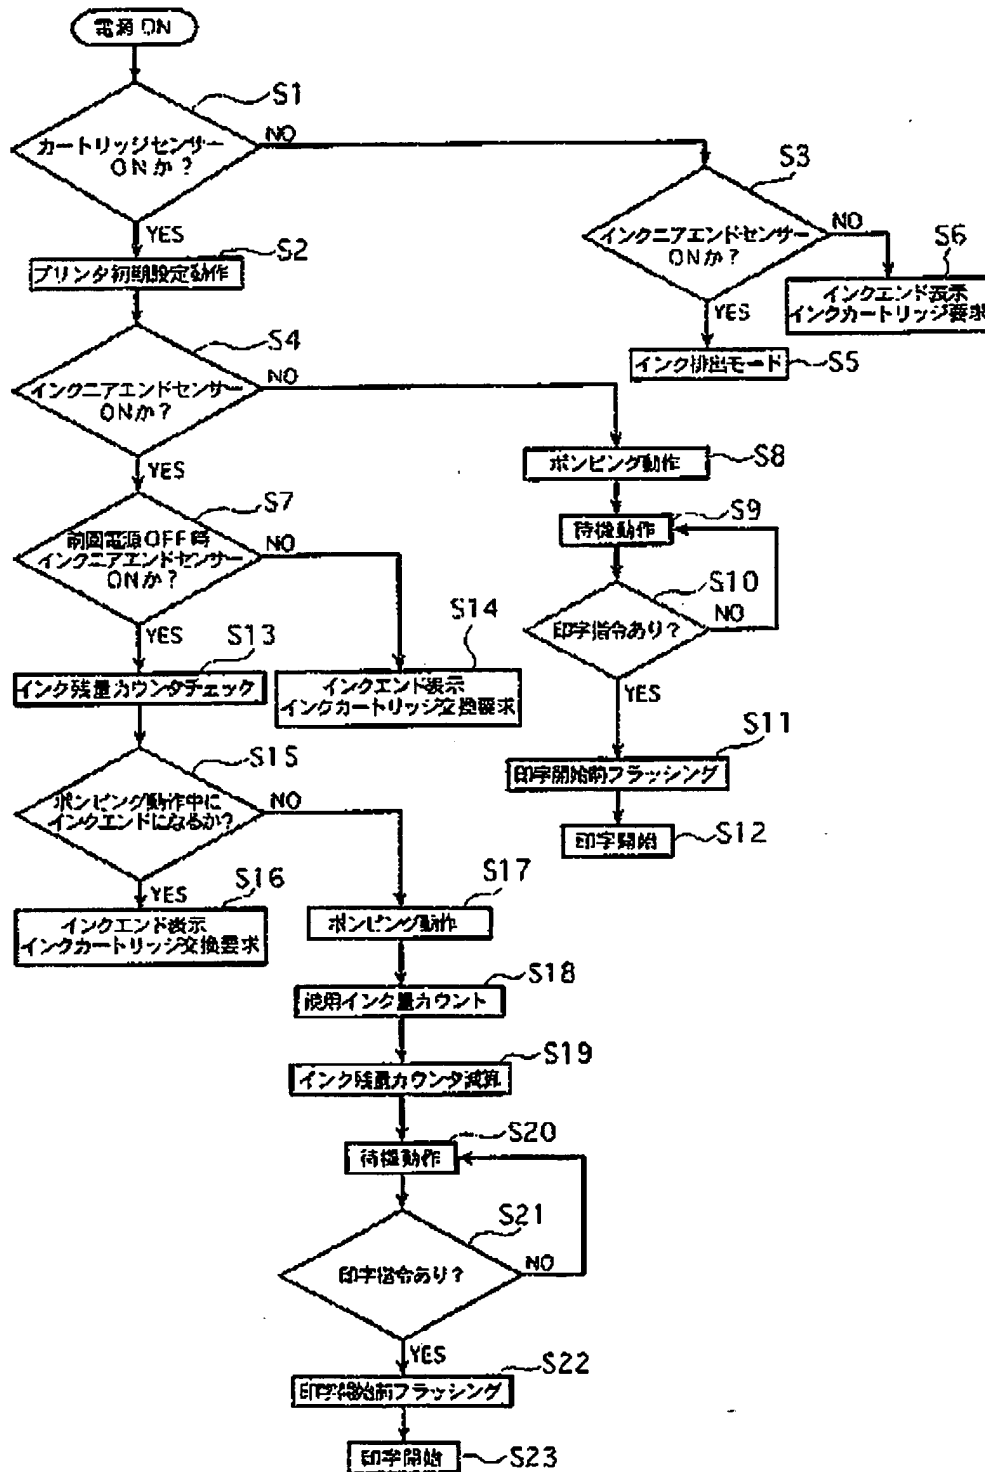 電源 ON
S1
カートリッジセンサー
ONか?
NO
YES
S3
インクニアエンドセンサー
ONか?
NO
YES
S6
インクエンド表示
インクカートリッジ要求
S2
プリンタ初期設定動作
インク排出モード
S5
S4
インクニアエンドセンサー
ONか?
NO
YES
ポンピング動作
S8
S7
前回電源OFF時
インクニアエンドセンサー
ONか?
NO
YES
S9
待機動作
S10
印字指令あり?
NO
YES
S13
インク残量カウンタチェック
S14
インクエンド表示
インクカートリッジ交換要求
S11
印字開始前フラッシング
S15
ポンピング動作中に
インクエンドになるか?
NO
YES
印字開始
S12
S16
インクエンド表示
インクカートリッジ交換要求
S17
ポンピング動作
S18
使用インク量カウント
S19
インク残量カウンタ減算
S20
待機動作
S21
印字指令あり?
NO
YES
S22
印字開始前フラッシング
印字開始
S23